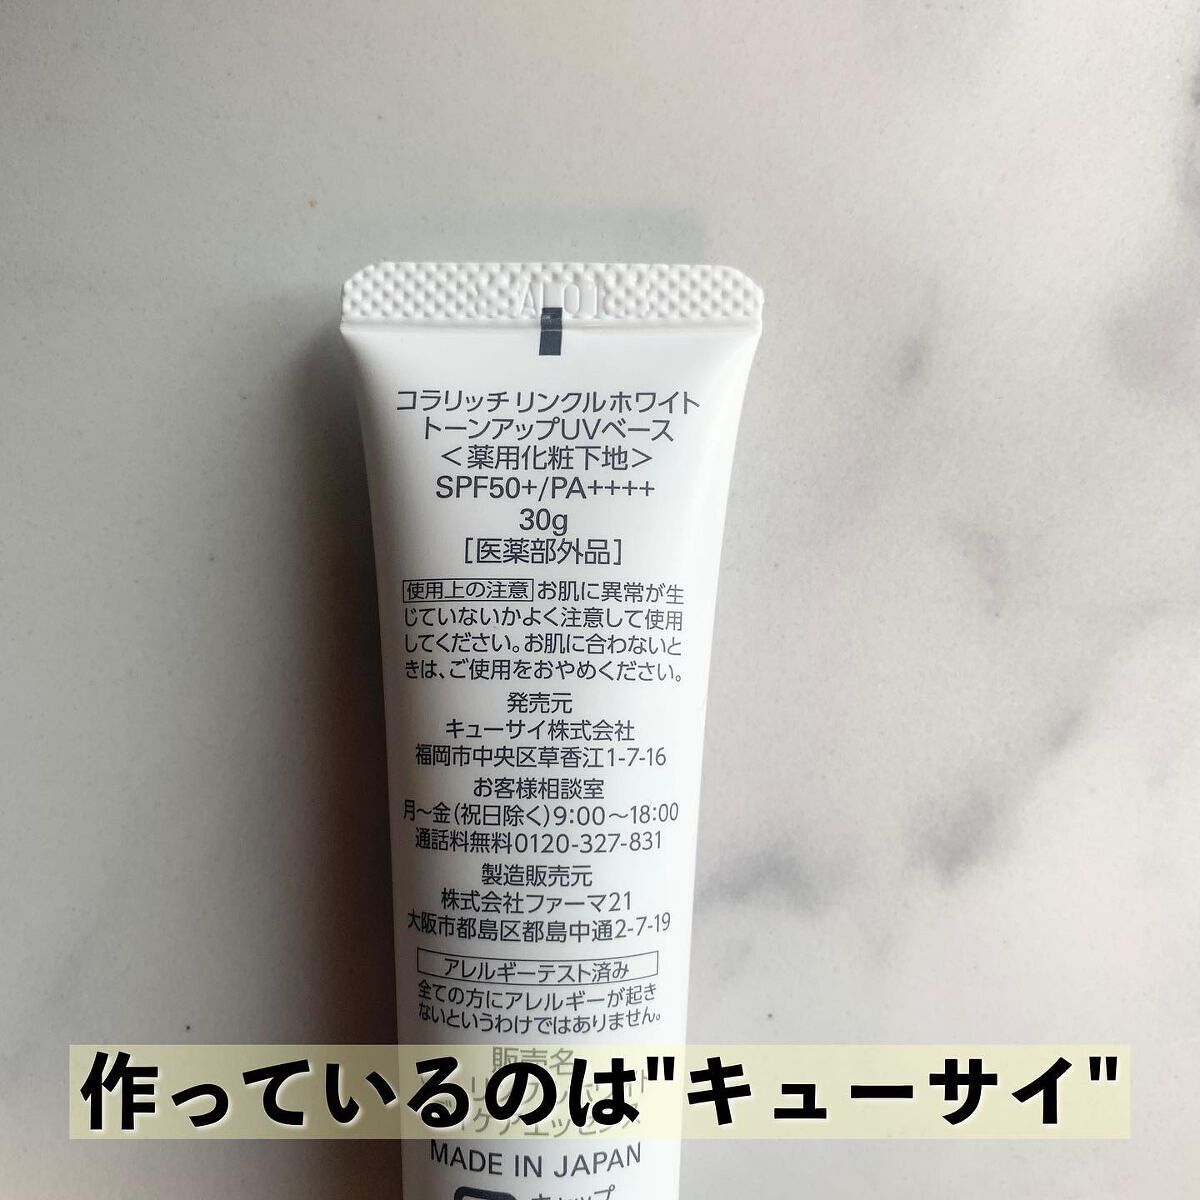 コラリッチ リンクル ホワイト
トーンアップUVベース
＜薬用化粧下地＞
SPF50+/PA++++
30g
[医薬部外品]
使用上の注意 お肌に異常が生
じていないかよく注意して使用
してください。お肌に合わないと
きは、ご使用をおやめください。
発売元
キューサイ株式会社
福岡市中央区草香江1-7-16
お客様相談室
月～金(祝日除く)9:00～18:00
通話料無料0120-327-831
製造販売元
株式会社ファーマ21
大阪市都島区都島中通2-7-19
アレルギーテスト済み
全ての方にアレルギーが起き
ないというわけではありません。
販売名
作っているのは"キューサイ"
MADE IN JAPAN
キャップ